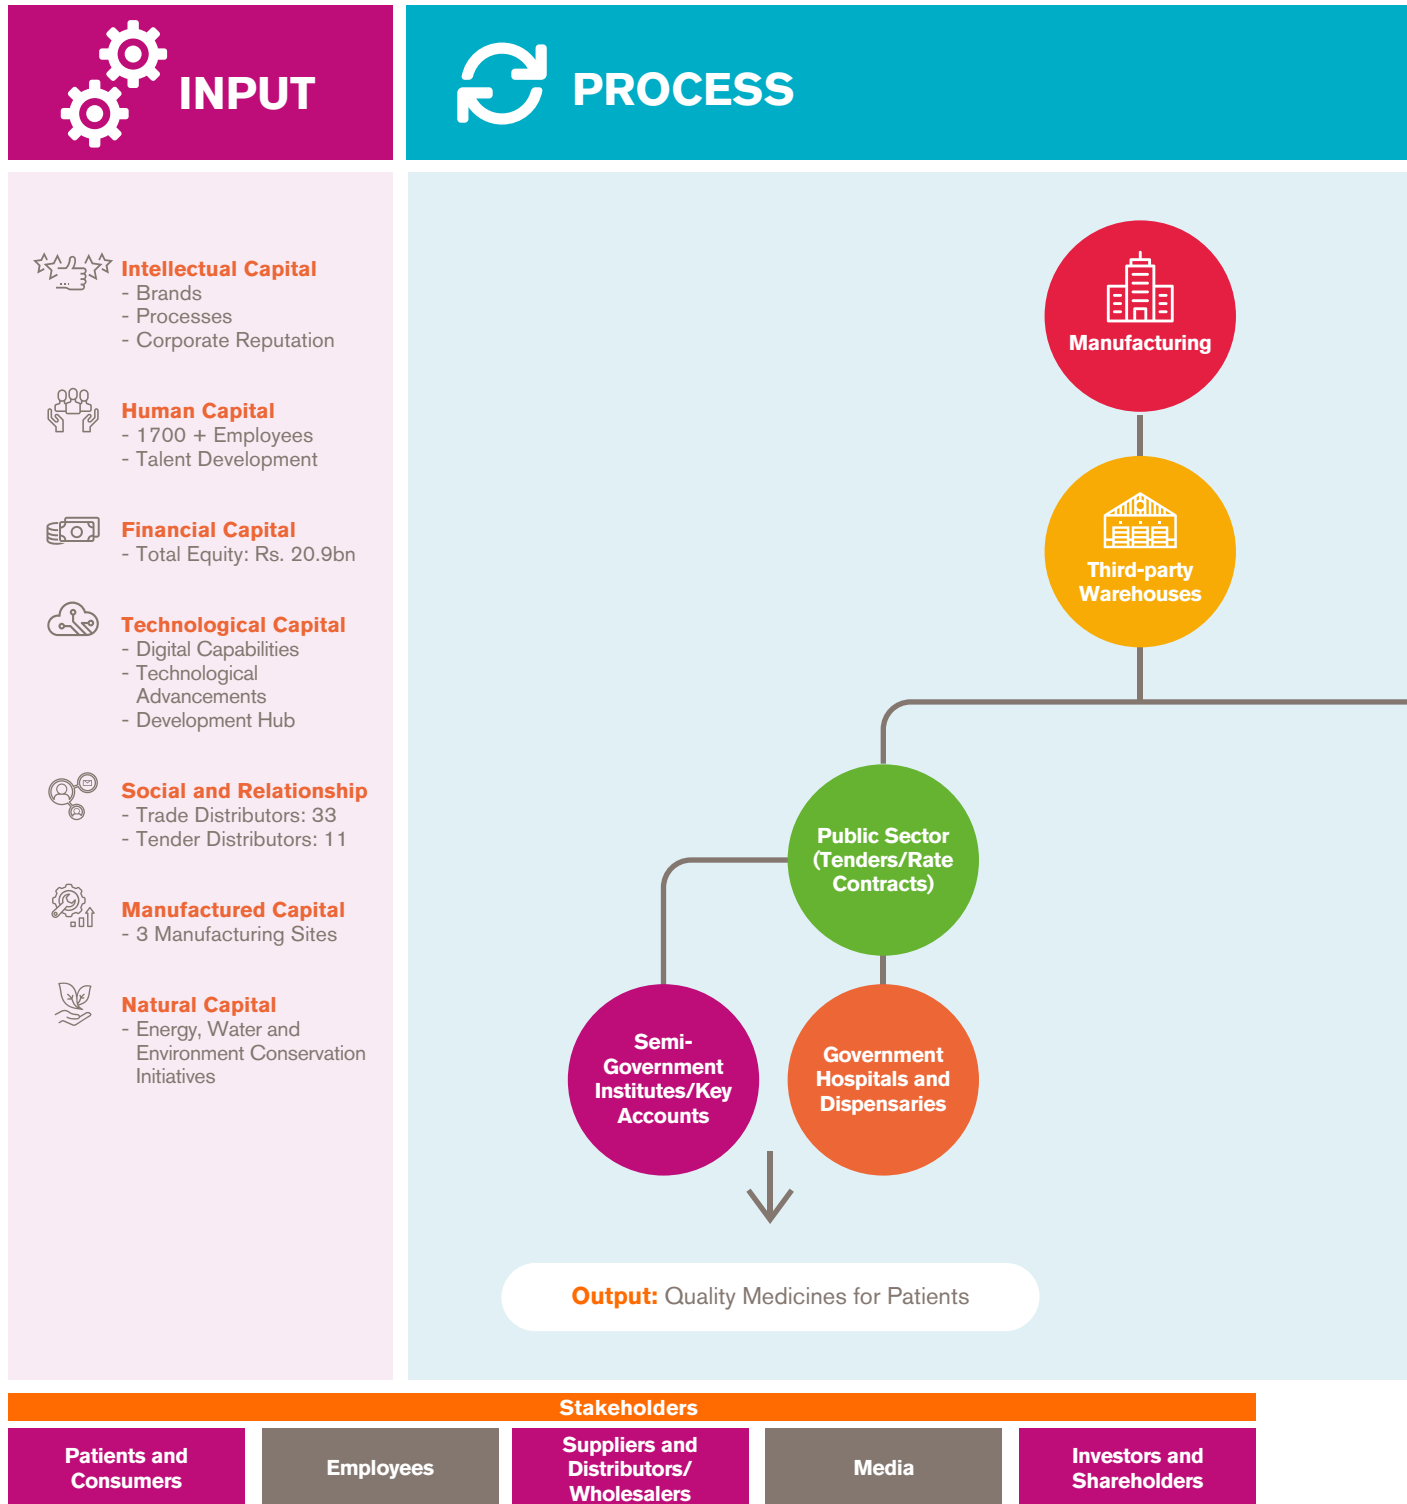 INPUT
PROCESS
Intellectual Capital
- Brands
- Processes
- Corporate Reputation
Human Capital
- 1700 + Employees
- Talent Development
Financial Capital
- Total Equity: Rs. 20.9bn
Technological Capital
- Digital Capabilities
- Technological
Advancements
- Development Hub
Social and Relationship
- Trade Distributors: 33
- Tender Distributors: 11
Manufactured Capital
- 3 Manufacturing Sites
Natural Capital
- Energy, Water and
Environment Conservation
Initiatives
Manufacturing
Third-party
Warehouses
Public Sector
(Tenders/Rate
Contracts)
Semi-
Government
Institutes/Key
Accounts
Government
Hospitals and
Dispensaries
Output: Quality Medicines for Patients
Stakeholders
Patients and
Consumers
Employees
Suppliers and
Distributors/
Wholesalers
Media
Investors and
Shareholders